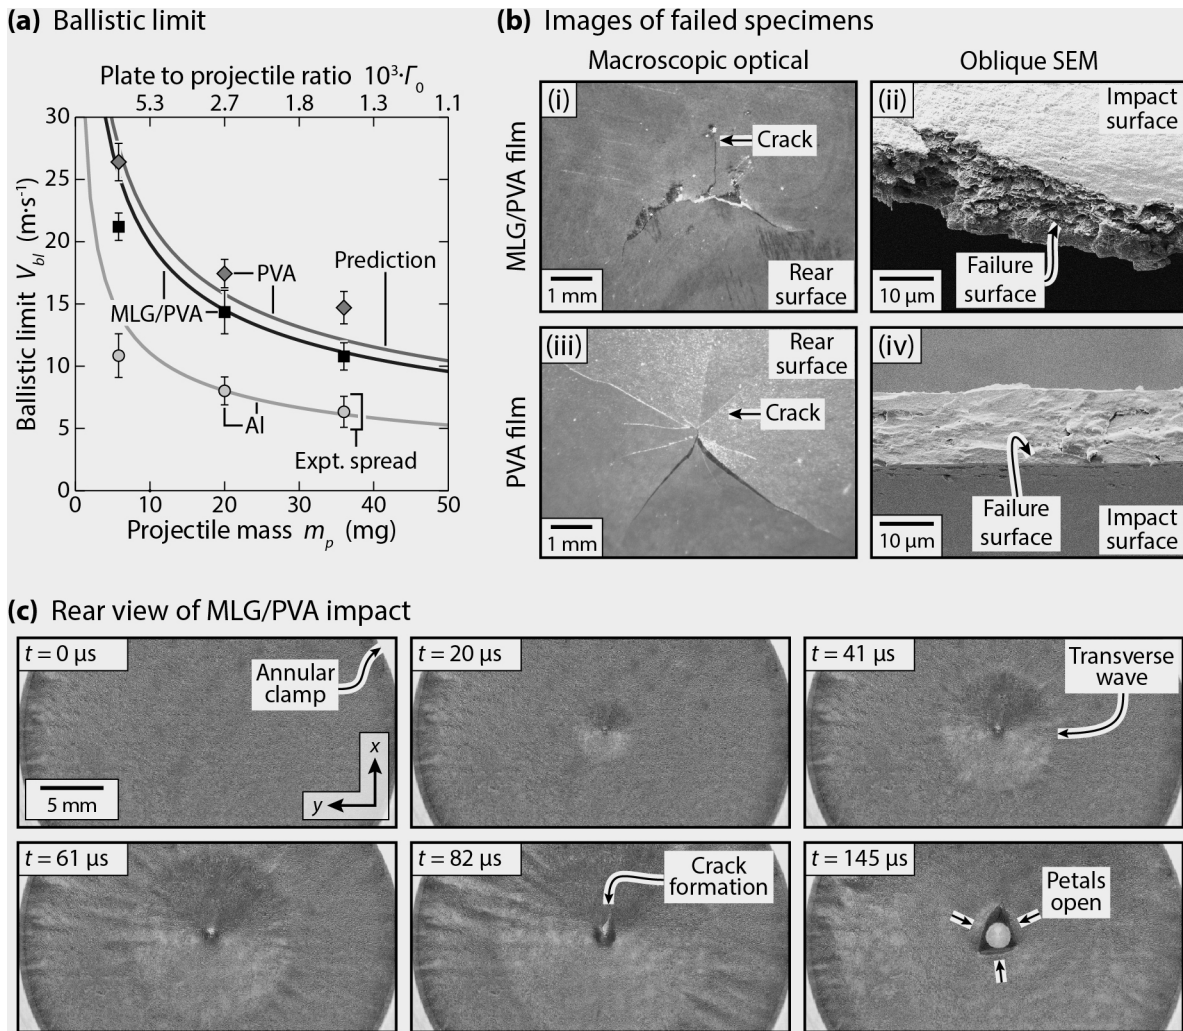 (a) Ballistic limit
Plate to projectile ratio 10³·Γ₀
5.3 2.7 1.8 1.3 1.1
Ballistic limit V_bl (m·s⁻¹)
30
25
20
15
10
5
0
PVA
Prediction
MLG/PVA
Al
Expt. spread
0 10 20 30 40 50
Projectile mass m_p (mg)
(b) Images of failed specimens
Macroscopic optical
Oblique SEM
MLG/PVA film
(i)
Crack
Rear
surface
1 mm
(ii)
Impact
surface
Failure
surface
10 µm
PVA film
(iii)
Rear
surface
Crack
1 mm
(iv)
Failure
surface
Impact
surface
10 µm
(c) Rear view of MLG/PVA impact
t = 0 µs
Annular
clamp
x
y
5 mm
t = 20 µs
t = 41 µs
Transverse
wave
t = 61 µs
t = 82 µs
Crack
formation
t = 145 µs
Petals
open